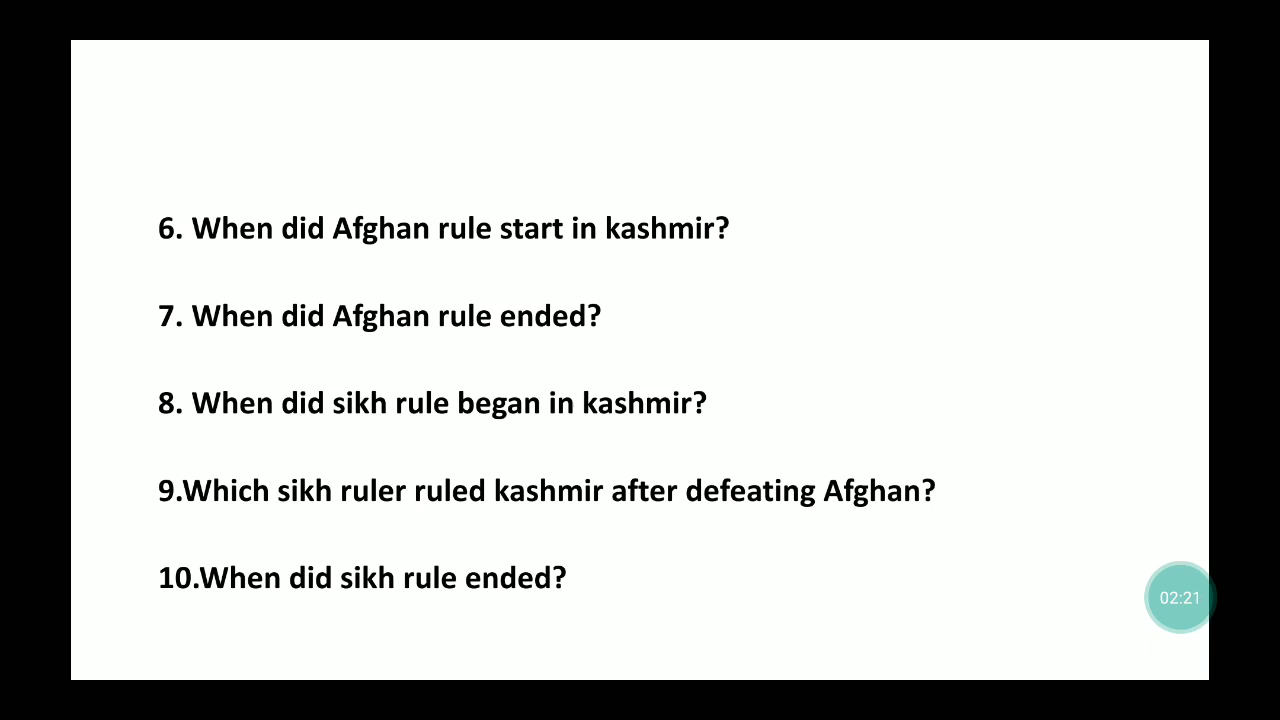 6. When did Afghan rule start in kashmir?
7. When did Afghan rule ended?
8. When did sikh rule began in kashmir?
9.Which sikh ruler ruled kashmir after defeating Afghan?
10.When did sikh rule ended?
02:21